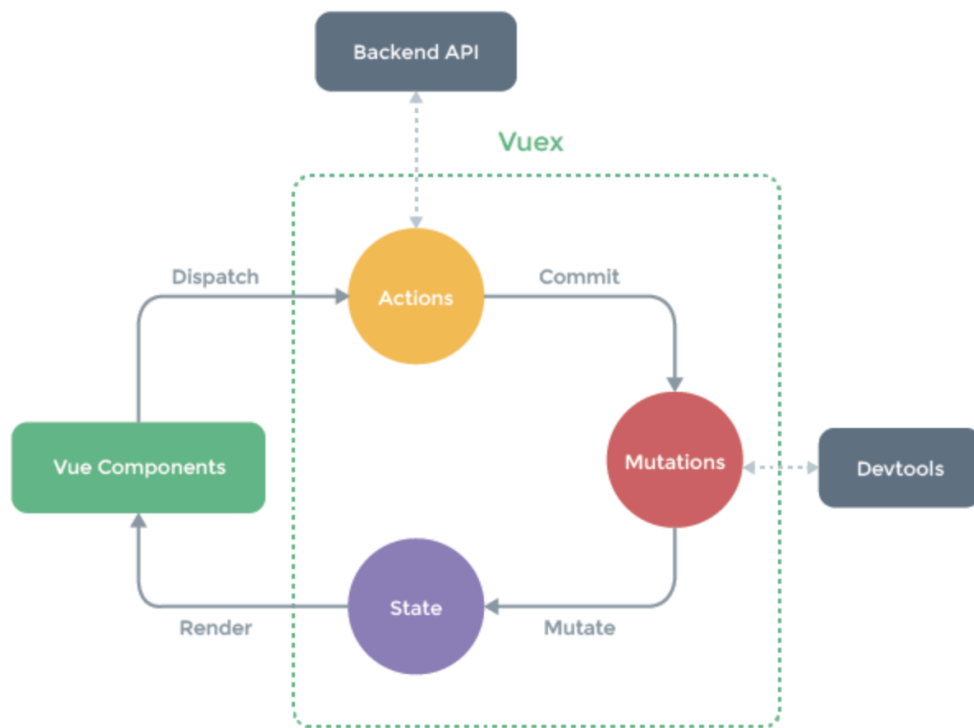 Backend API
Vuex
Dispatch
Commit
Actions
Vue Components
Mutations
Devtools
State
Render
Mutate